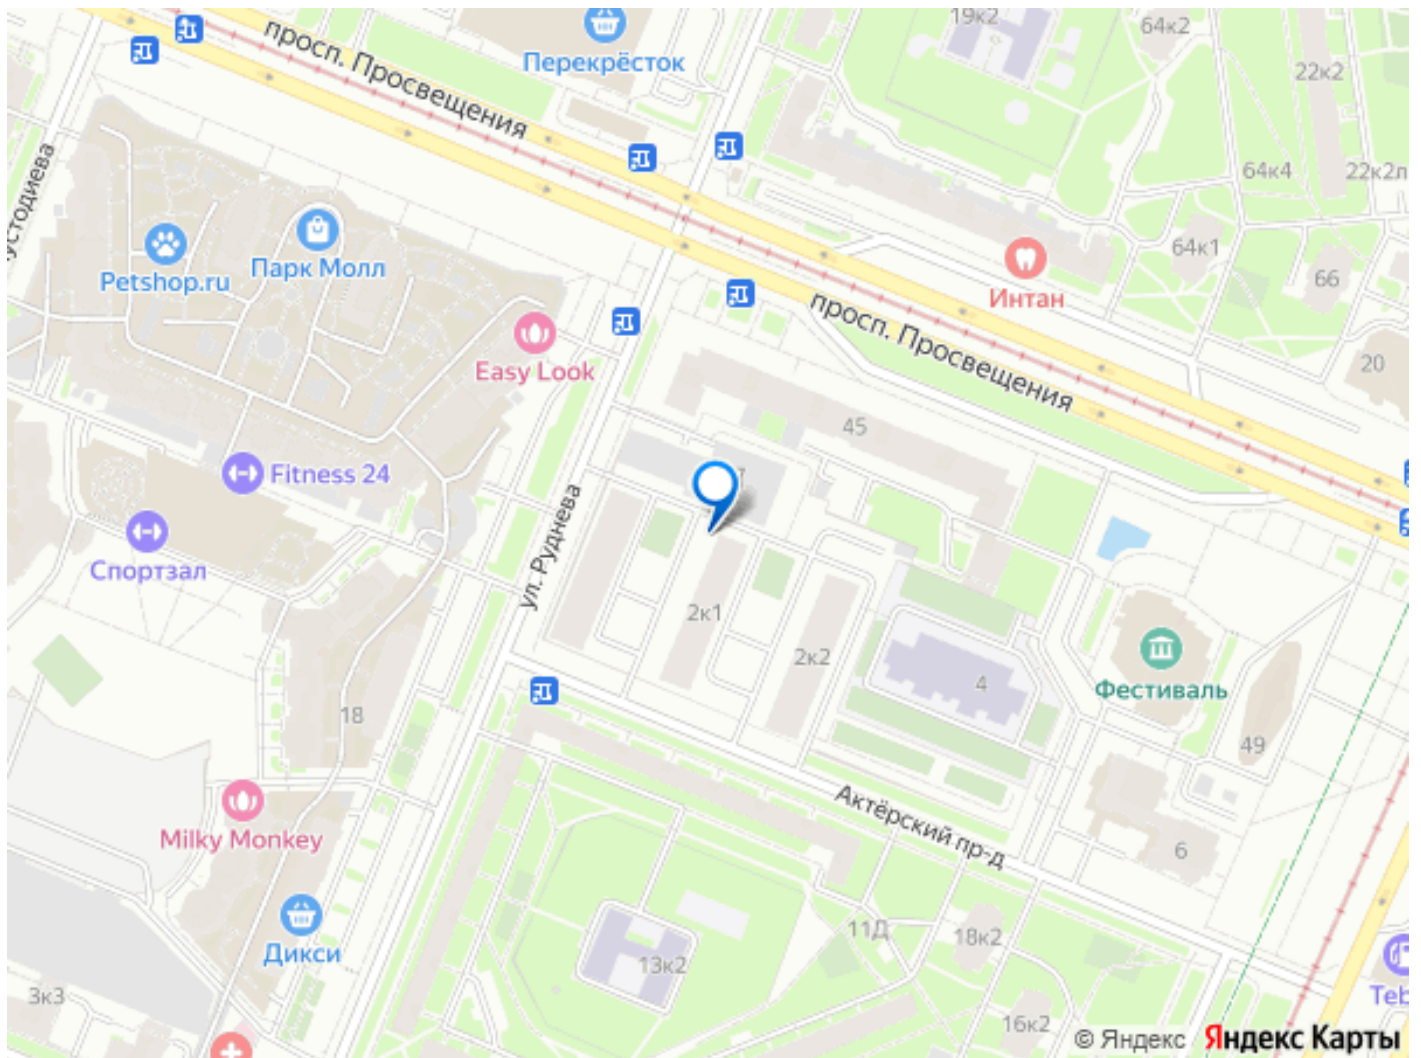 19к2
64к2
просп. Просвещения
Перекрёсток
22к2
64к4
22к2л
64к1
66
Парк Молл
Petshop.ru
Интан
просп. Просвещения
Easy Look
20
45
Fitness 24
ул. Руднева
Спортзал
2к1
2к2
4
Фестиваль
18
49
Актёрский пр-д
Milky Monkey
6
11Д
18к2
Дикси
13к2
3к3
16к2
© Яндекс Яндекс Карты